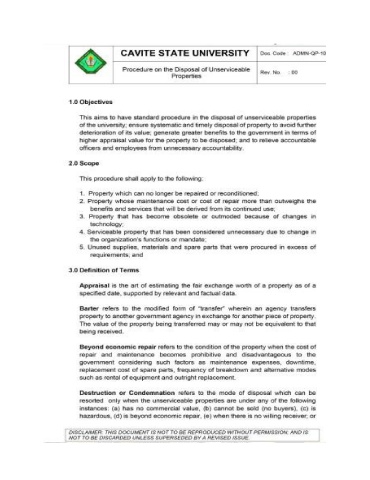 CAVITE STATE UNIVERSITY
Doc. Code : ADMN-QP-10
Procedure on the Disposal of Unserviceable
Properties
Rev. No. : 00
1.0 Objectives
This aims to have standard procedure in the disposal of unserviceable properties
of the university; ensure systematic and timely disposal of property to avoid further
deterioration of its value; generate greater benefits to the government in terms of
higher appraisal value for the property to be disposed; and to relieve accountable
officers and employees from unnecessary accountability.
2.0 Scope
This procedure shall apply to the following:
1. Property which can no longer be repaired or reconditioned;
2. Property whose maintenance cost or cost of repair more than outweighs the
benefits and services that will be derived from its continued use;
3. Property that has become obsolete or outmoded because of changes in
technology;
4. Serviceable property that has been considered unnecessary due to change in
the organization's functions or mandate;
5. Unused supplies, materials and spare parts that were procured in excess of
requirements; and
3.0 Definition of Terms
Appraisal is the art of estimating the fair exchange worth of a property as of a
specified date, supported by relevant and factual data.
Barter refers to the modified form of "transfer" wherein an agency transfers
property to another government agency in exchange for another piece of property.
The value of the property being transferred may or may not be equivalent to that
being received.
Beyond economic repair refers to the condition of the property when the cost of
repair and maintenance becomes prohibitive and disadvantageous to the
government considering such factors as maintenance expenses, downtime,
replacement cost of spare parts, frequency of breakdown and alternative modes
such as rental of equipment and outright replacement.
Destruction or Condemnation refers to the mode of disposal which can be
resorted only when the unserviceable properties are under any of the following
instances: (a) has no commercial value, (b) cannot be sold (no buyers), (c) is
hazardous, (d) is beyond economic repair, (e) when there is no willing receiver; or
DISCLAIMER: THIS DOCUMENT IS NOT TO BE REPRODUCED WITHOUT PERMISSION; AND IS
NOT TO BE DISCARDED UNLESS SUPERSEDED BY A REVISED ISSUE.